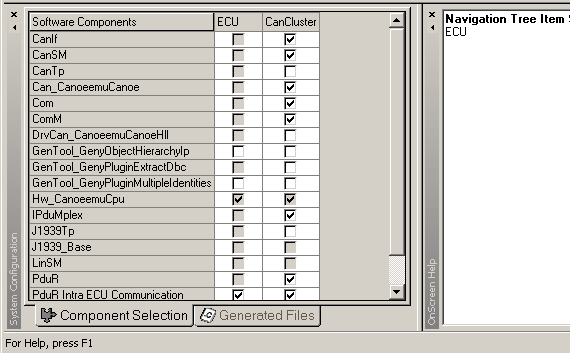 Software Components ECU CanCluster
CanIf
CanSM
CanTp
Can_CanoeemuCanoe
Com
ComM
DrvCan_CanoeemuCanoeHll
GenTool_GenyObjectHierarchyIp
GenTool_GenyPluginExtractDbc
GenTool_GenyPluginMultipleIdentities
Hw_CanoeemuCpu
IPduMplex
J1939Tp
J1939_Base
LinSM
PduR
PduR Intra ECU Communication
Component Selection Generated Files
System Configuration
Navigation Tree Item
ECU
OnScreen Help
For Help, press F1